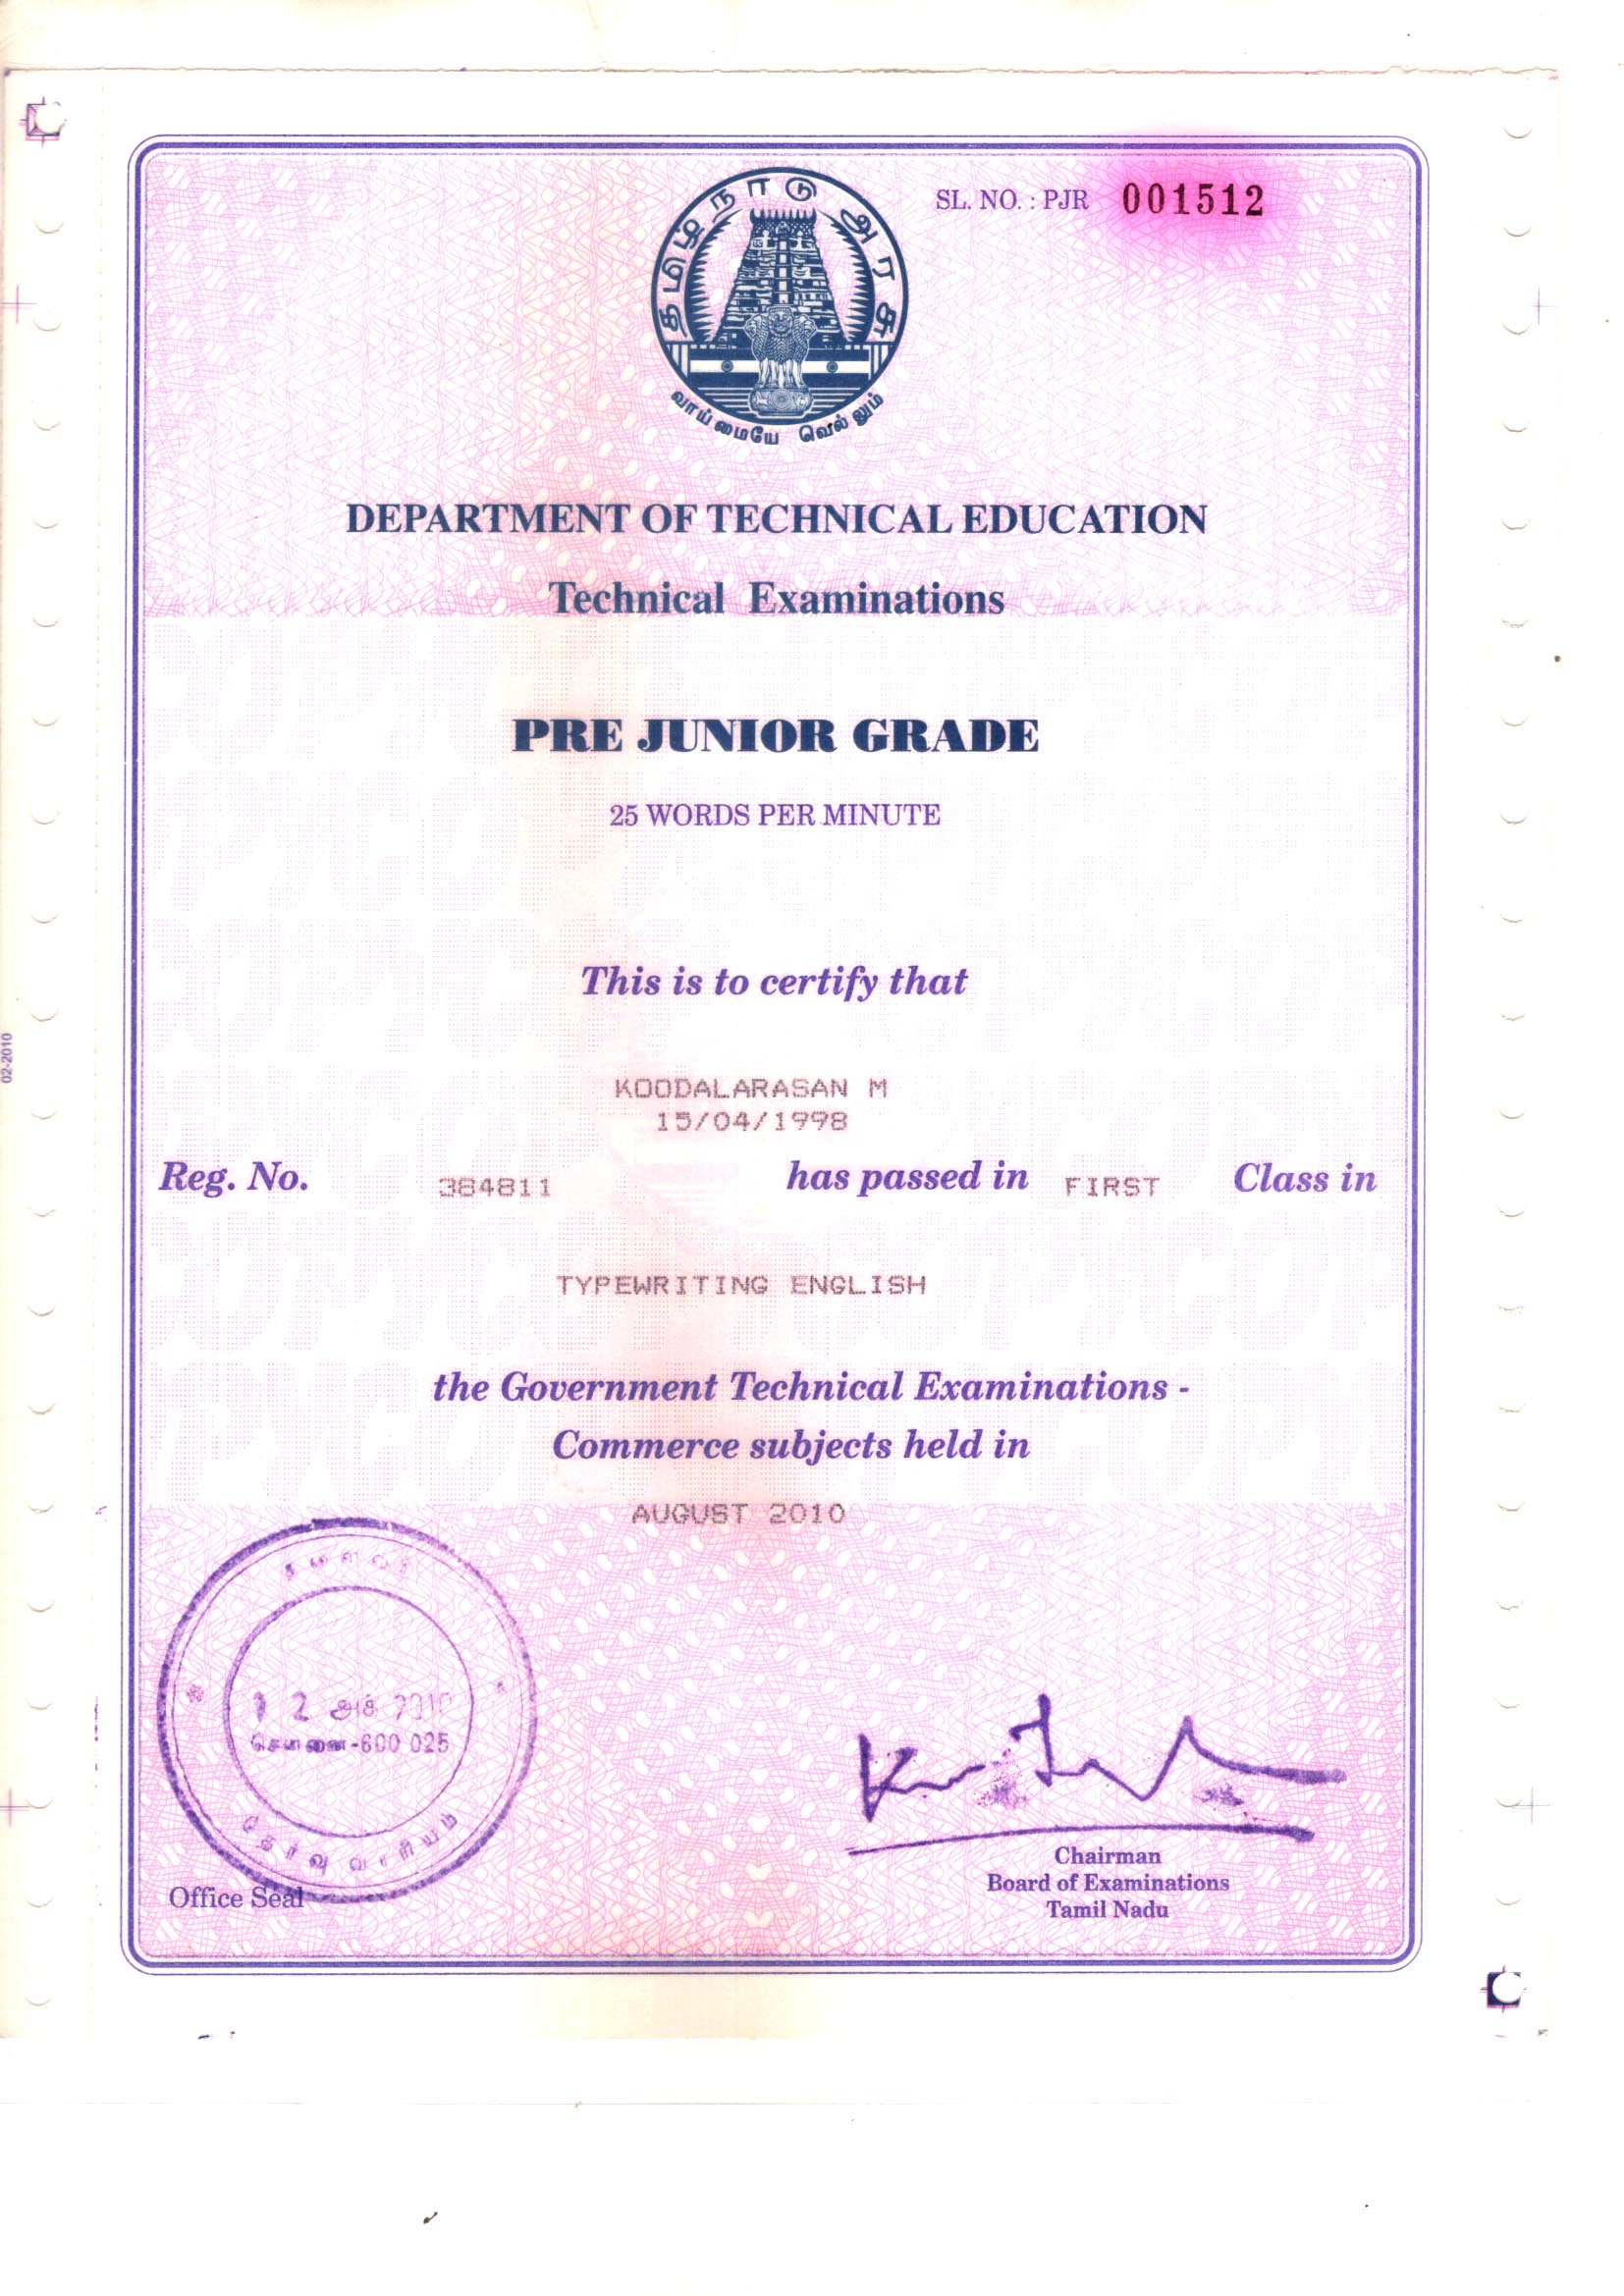 தமிழ்நாடு அரசு
வாய்மையே வெல்லும்
SL. NO. : PJR 001512
DEPARTMENT OF TECHNICAL EDUCATION
Technical Examinations
PRE JUNIOR GRADE
25 WORDS PER MINUTE
This is to certify that
KOODALARASAN M
15/04/1998
Reg. No. 384811 has passed in FIRST Class in
TYPEWRITING ENGLISH
the Government Technical Examinations -
Commerce subjects held in
AUGUST 2010
02-2010
12 அக்
சென்னை-600 025
தேர்வு வாரியம்
Office Seal
Chairman
Board of Examinations
Tamil Nadu